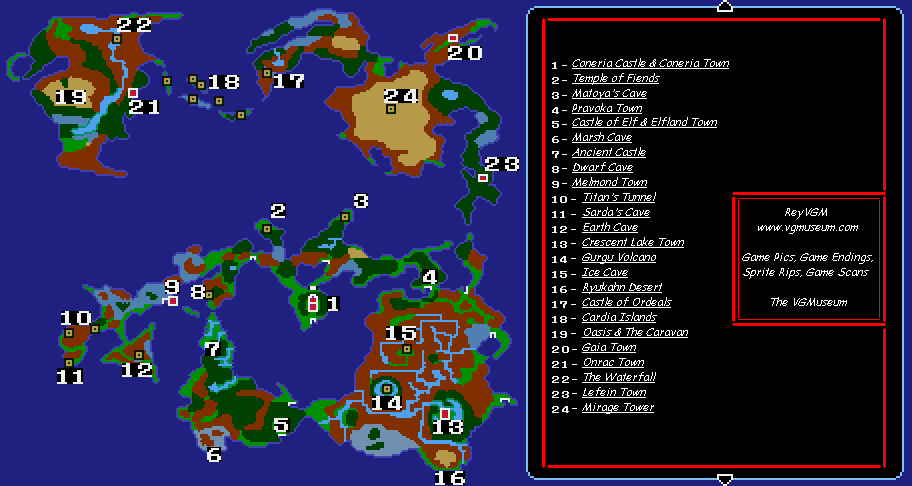 22
20
18
17
19
21
24
23
3
2
4
9
8
1
10
15
7
12
11
14
13
5
6
16
1 - Coneria Castle & Coneria Town
2 - Temple of Fiends
3 - Matoya's Cave
4 - Pravoka Town
5 - Castle of Elf & Elfland Town
6 - Marsh Cave
7 - Ancient Castle
8 - Dwarf Cave
9 - Melmond Town
10 - Titan's Tunnel
11 - Sarda's Cave
12 - Earth Cave
13 - Crescent Lake Town
14 - Gurgu Volcano
15 - Ice Cave
16 - Ryukahn Desert
17 - Castle of Ordeals
18 - Cardia Islands
19 - Oasis & The Caravan
20 - Gaia Town
21 - Onrac Town
22 - The Waterfall
23 - Lefein Town
24 - Mirage Tower
ReyVGM
www.vgmuseum.com
Game Pics, Game Endings,
Sprite Rips, Game Scans
The VGMuseum